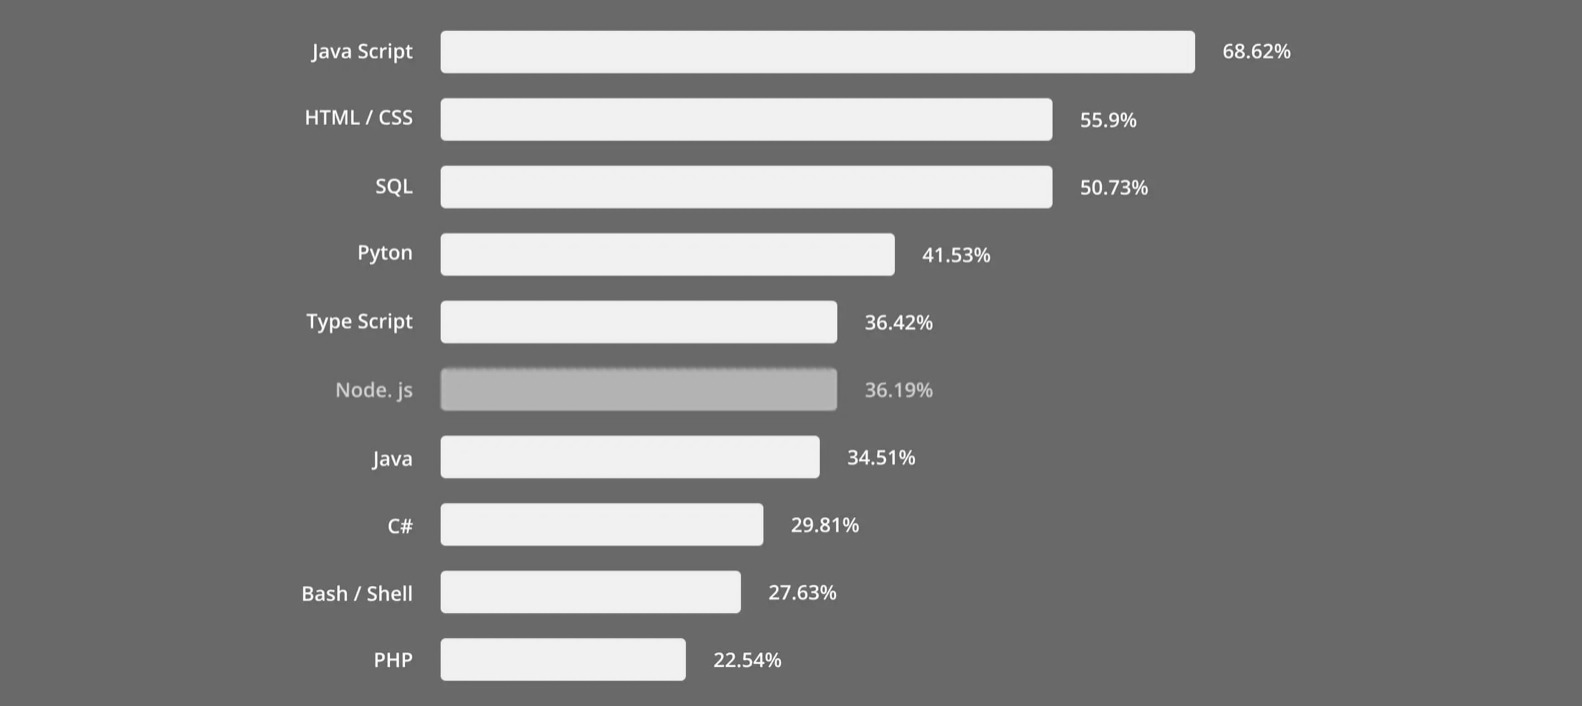 Java Script 68.62%
HTML / CSS 55.9%
SQL 50.73%
Pyton 41.53%
Type Script 36.42%
Node. js 36.19%
Java 34.51%
C# 29.81%
Bash / Shell 27.63%
PHP 22.54%